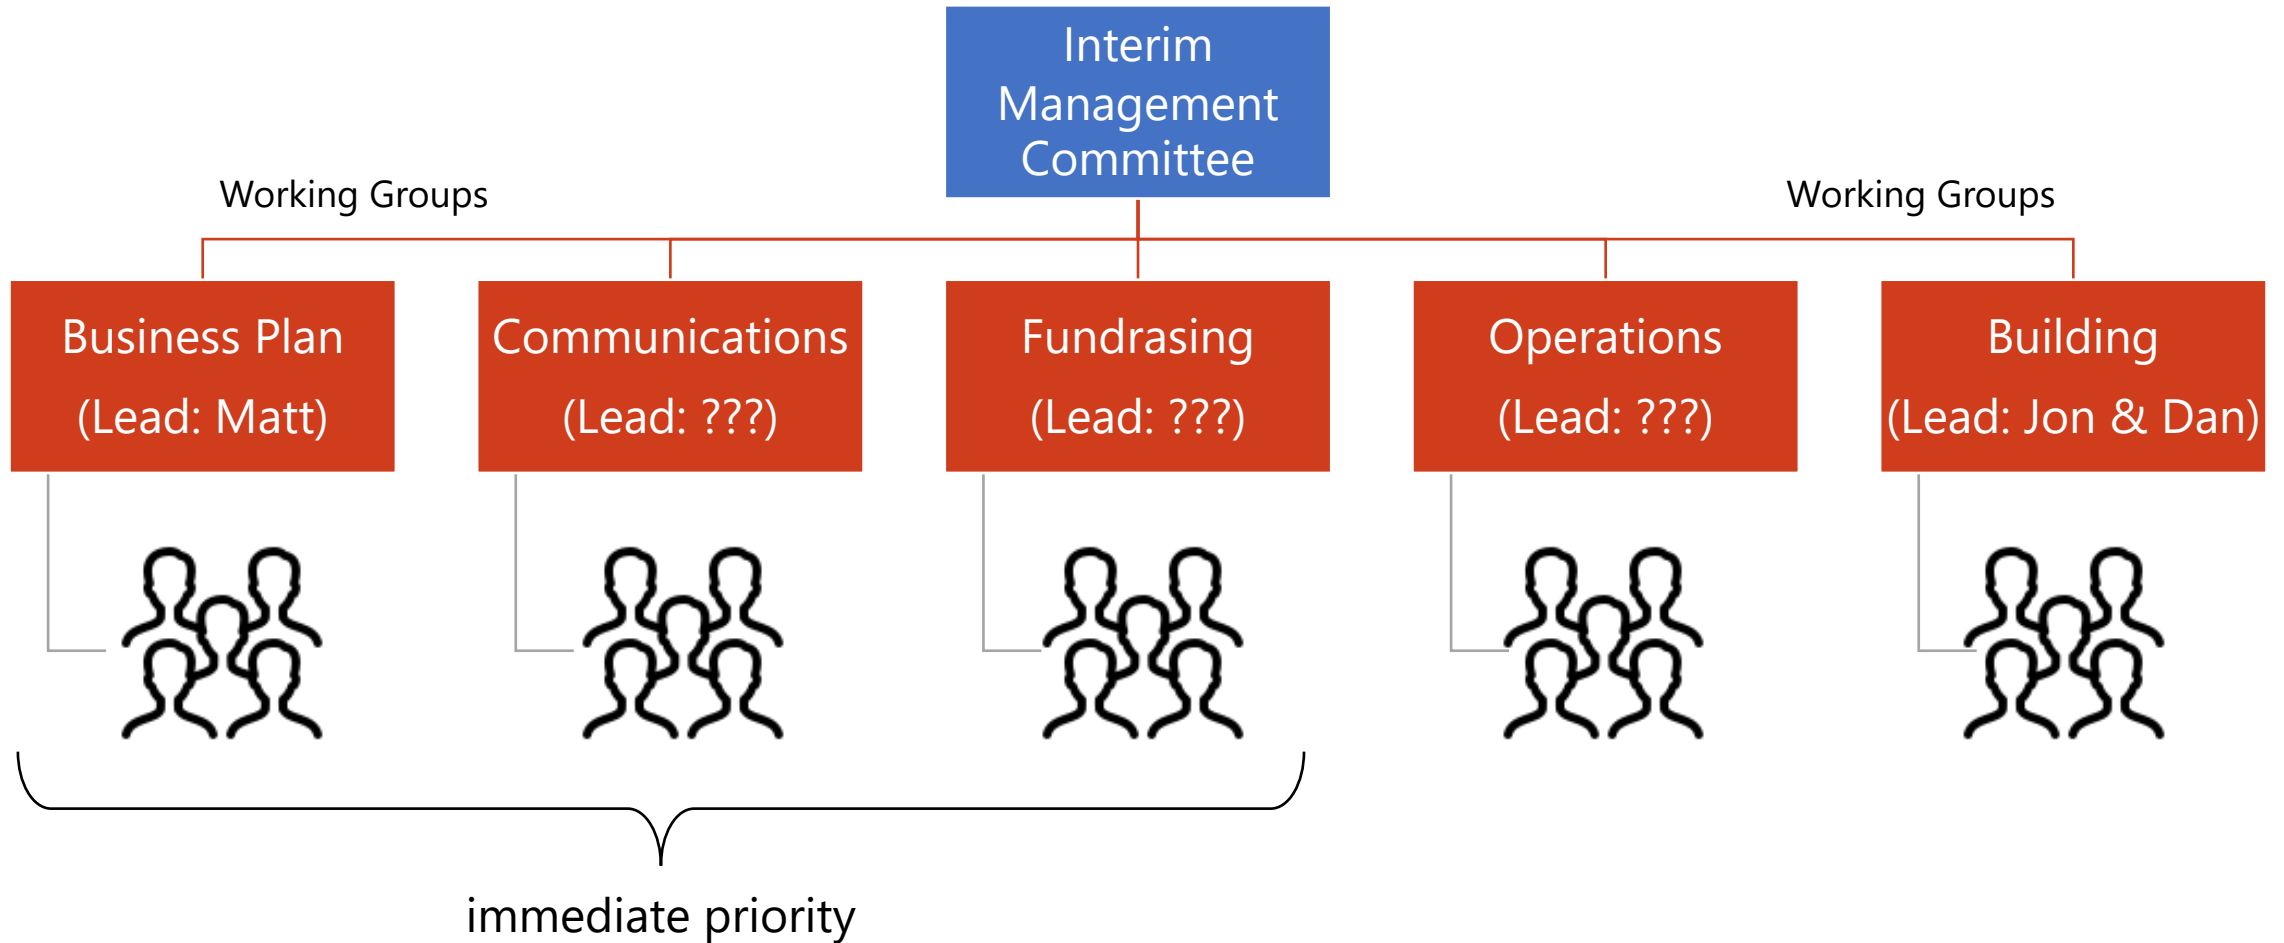 Interim
Management
Committee
Working Groups
Working Groups
Business Plan
(Lead: Matt)
Communications
(Lead: ???)
Fundrasing
(Lead: ???)
Operations
(Lead: ???)
Building
(Lead: Jon & Dan)
immediate priority